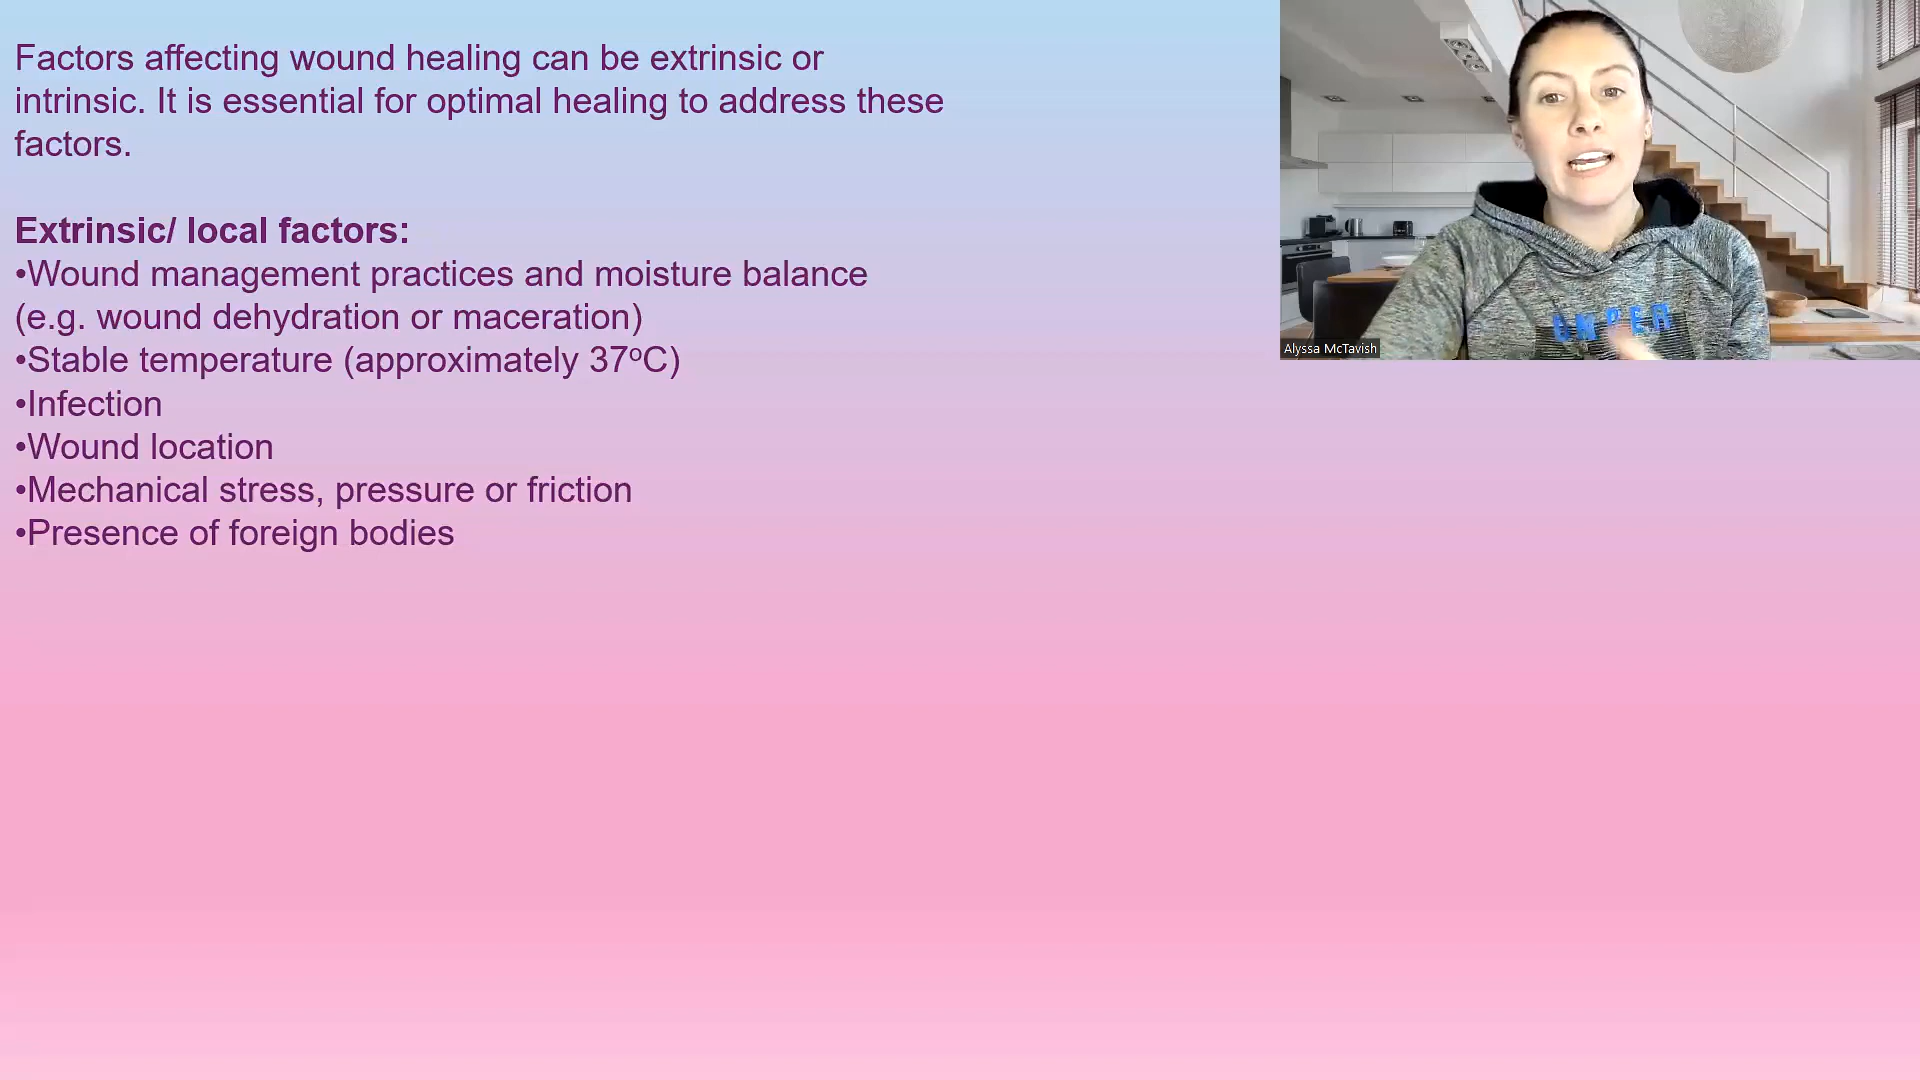 Factors affecting wound healing can be extrinsic or
intrinsic. It is essential for optimal healing to address these
factors.
Extrinsic/ local factors:
•Wound management practices and moisture balance
(e.g. wound dehydration or maceration)
•Stable temperature (approximately 37ºC)
•Infection
•Wound location
•Mechanical stress, pressure or friction
•Presence of foreign bodies
Alyssa McTavish